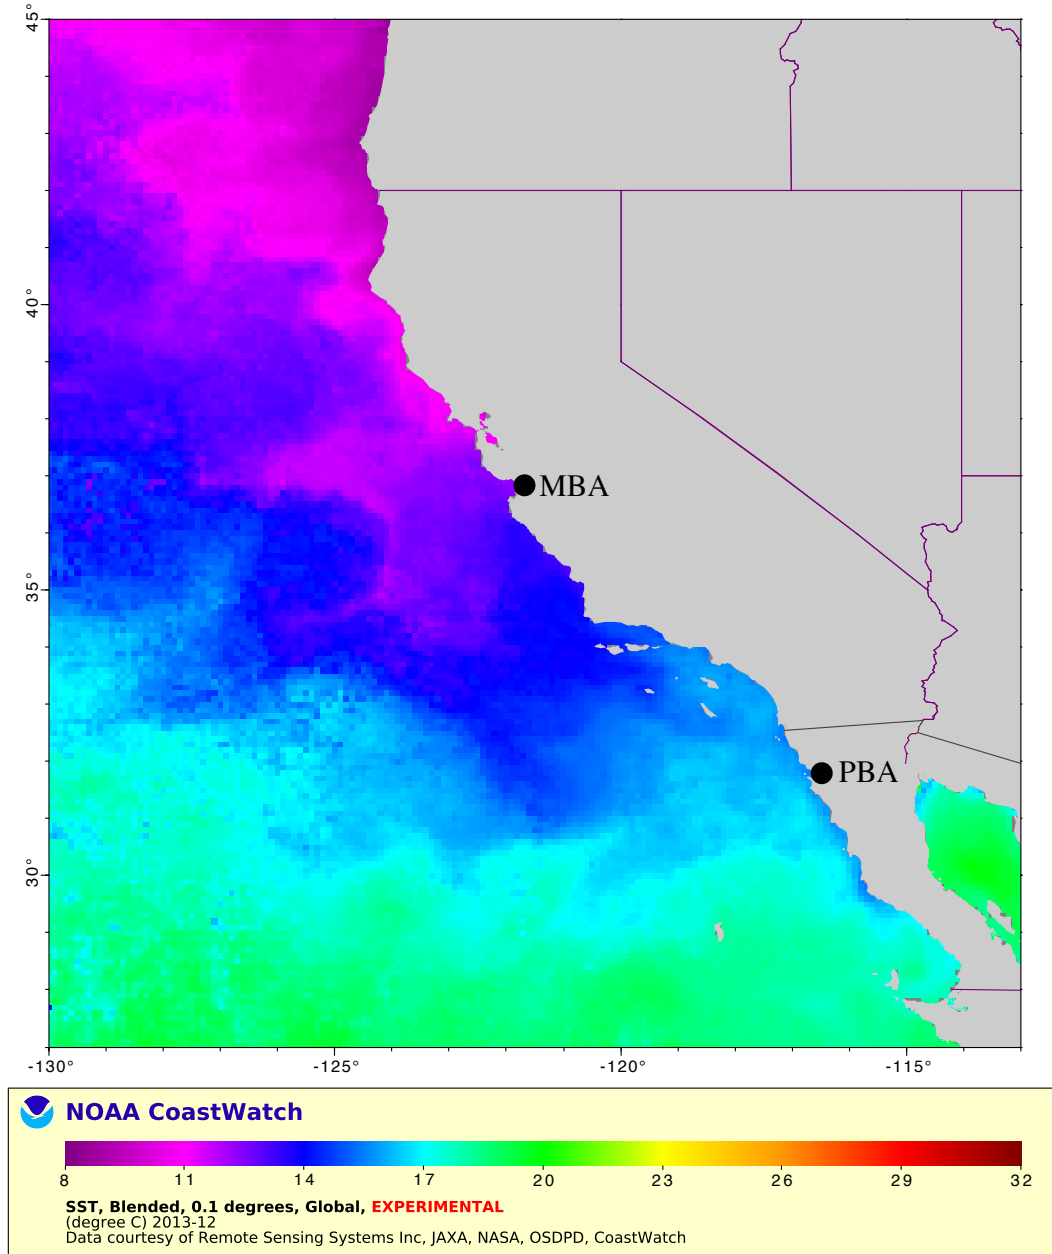 45°
40°
MBA
35°
PBA
30°
-130° -125° -120° -115°
NOAA CoastWatch
8 11 14 17 20 23 26 29 32
SST, Blended, 0.1 degrees, Global, EXPERIMENTAL
(degree C) 2013-12
Data courtesy of Remote Sensing Systems Inc, JAXA, NASA, OSDPD, CoastWatch